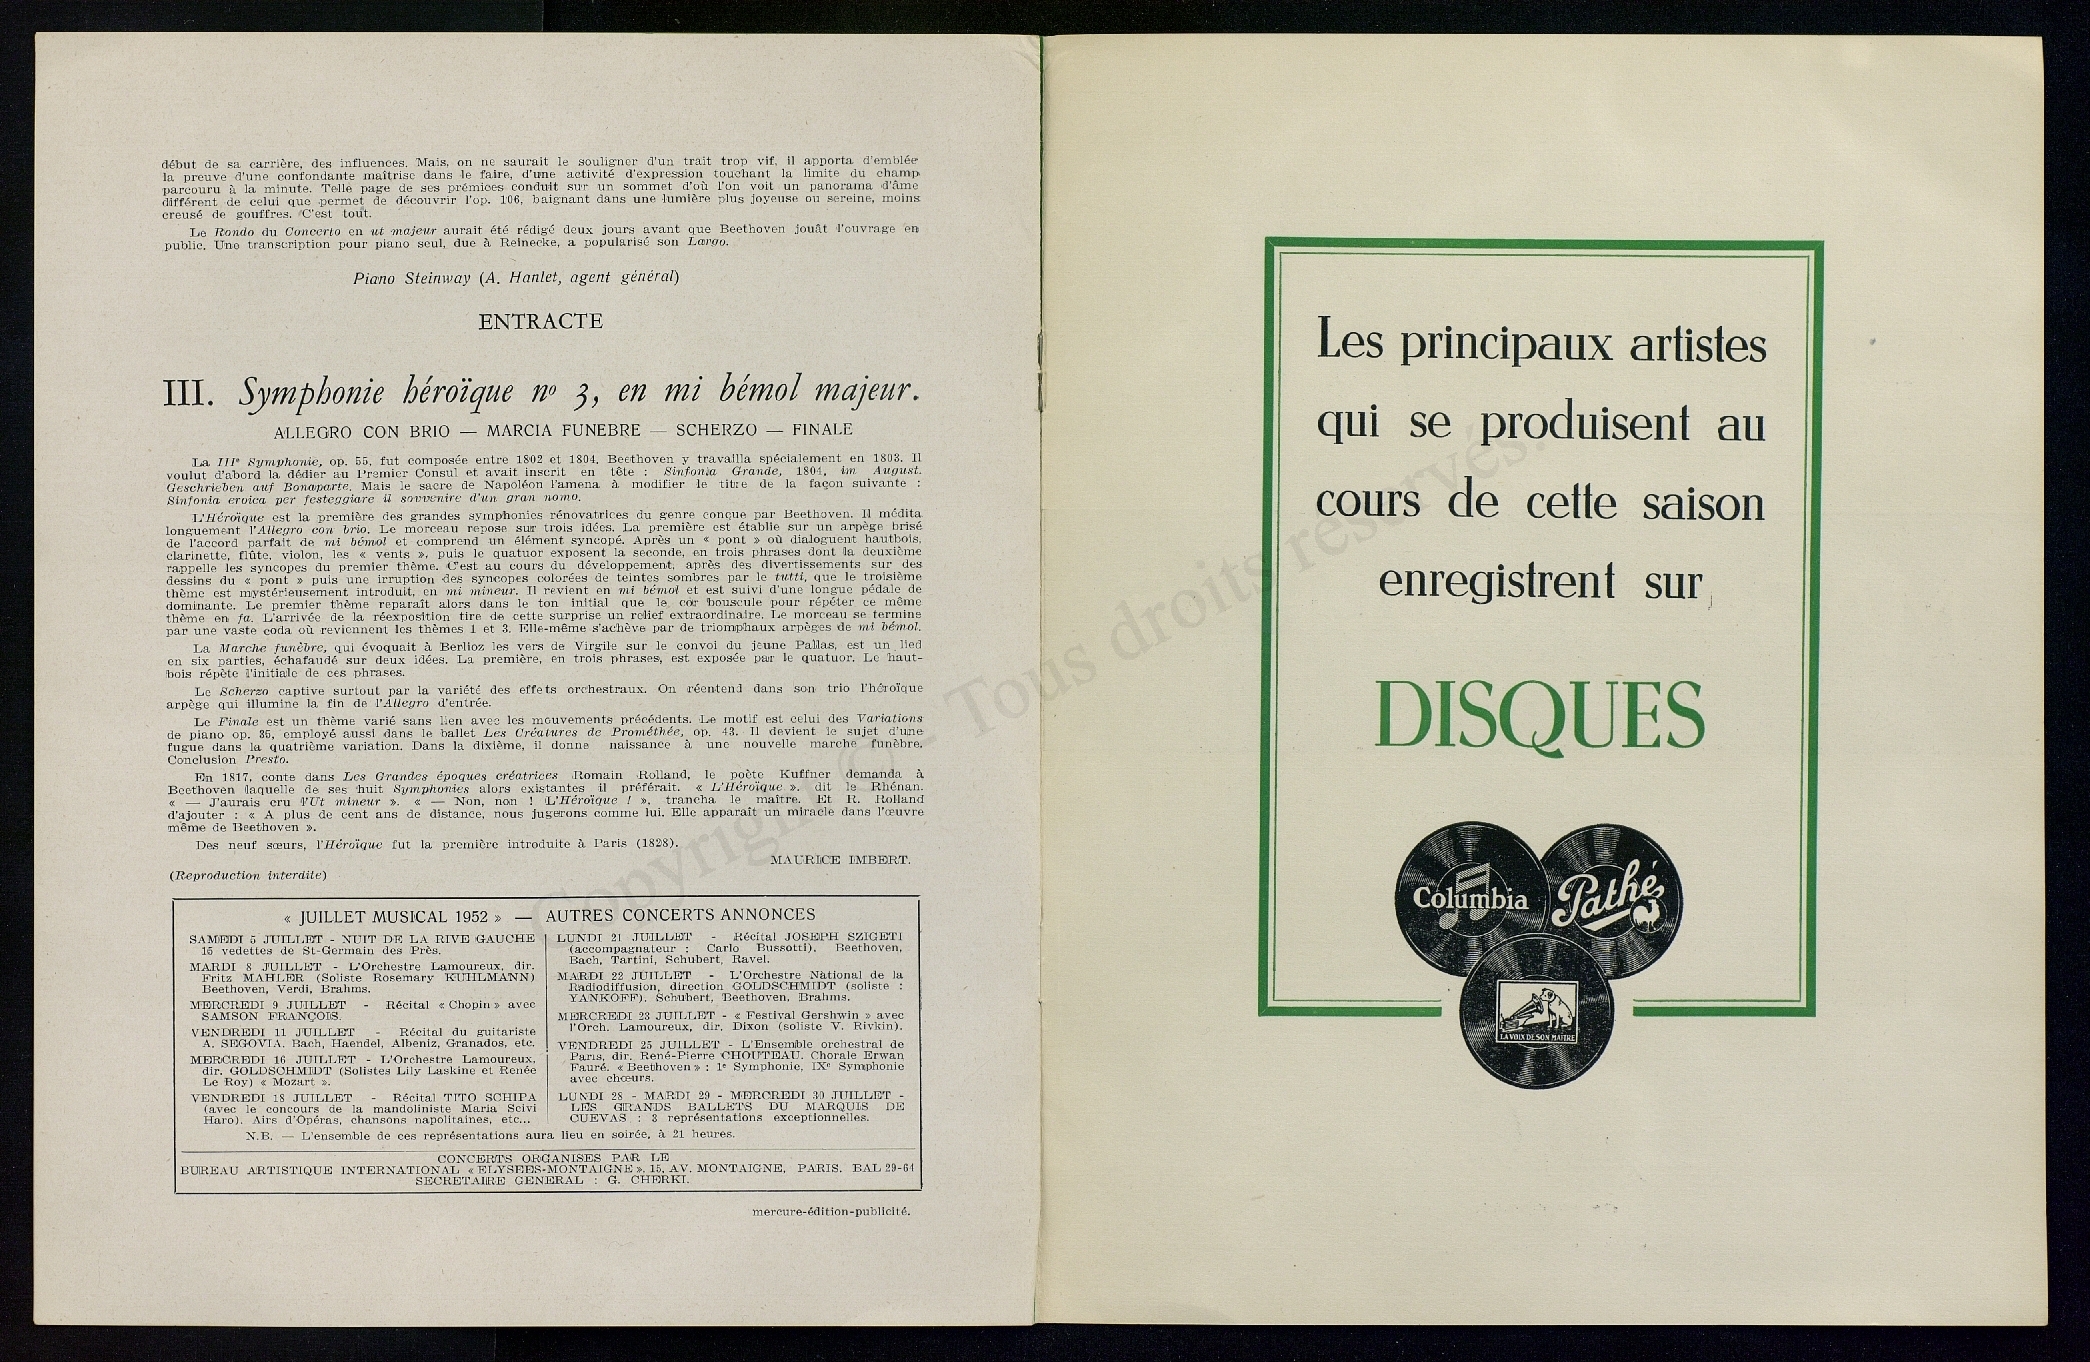 début de sa carrière, des influences. Mais, on ne saurait le souligner d'un trait trop vif, il apporta d'emblée
la preuve d'une confondante maîtrise dans le faire, d'une activité d'expression touchant la limite du champ
parcouru à la minute. Telle page de ses prémices conduit sur un sommet d'où l'on voit un panorama d'âme
différent de celui que permet de découvrir l'op. 106, baignant dans une lumière plus joyeuse ou sereine, moins
creusé de gouffres. C'est tout.
Le Rondo du Concerto en ut majeur aurait été rédigé deux jours avant que Beethoven jouât l'ouvrage en
public. Une transcription pour piano seul, due à Reinecke, a popularisé son Largo.
Piano Steinway (A. Hanlet, agent général)
ENTRACTE
III. Symphonie héroïque nº 3, en mi bémol majeur.
ALLEGRO CON BRIO — MARCIA FUNEBRE — SCHERZO — FINALE
La IIIe Symphonie, op. 55, fut composée entre 1802 et 1804. Beethoven y travailla spécialement en 1803. Il
voulut d'abord la dédier au Premier Consul et avait inscrit en tête : Sinfonia Grande, 1804, im August.
Geschrieben auf Bonaparte. Mais le sacre de Napoléon l'amena à modifier le titre de la façon suivante :
Sinfonia eroica per festeggiare il sovvenire d'un gran nomo.
L'Héroïque est la première des grandes symphonies rénovatrices du genre conçue par Beethoven. Il médita
longuement l'Allegro con brio. Le morceau repose sur trois idées. La première est établie sur un arpège brisé
de l'accord parfait de mi bémol et comprend un élément syncopé. Après un « pont » où dialoguent hautbois,
clarinette, flûte, violon, les « vents », puis le quatuor exposent la seconde, en trois phrases dont la deuxième
rappelle les syncopes du premier thème. C'est au cours du développement, après des divertissements sur des
dessins du « pont » puis une irruption des syncopes colorées de teintes sombres par le tutti, que le troisième
thème est mystérieusement introduit, en mi mineur. Il revient en mi bémol et est suivi d'une longue pédale de
dominante. Le premier thème reparaît alors dans le ton initial que le cor bouscule pour répéter ce même
thème en fa. L'arrivée de la réexposition tire de cette surprise un relief extraordinaire. Le morceau se termine
par une vaste coda où reviennent les thèmes 1 et 3. Elle-même s'achève par de triomphaux arpèges de mi bémol.
La Marche funèbre, qui évoquait à Berlioz les vers de Virgile sur le convoi du jeune Pallas, est un lied
en six parties, échafaudé sur deux idées. La première, en trois phrases, est exposée par le quatuor. Le haut-
bois répète l'initiale de ces phrases.
Le Scherzo captive surtout par la variété des effets orchestraux. On réentend dans son trio l'héroïque
arpège qui illumine la fin de l'Allegro d'entrée.
Le Finale est un thème varié sans lien avec les mouvements précédents. Le motif est celui des Variations
de piano op. 35, employé aussi dans le ballet Les Créatures de Prométhée, op. 43. Il devient le sujet d'une
fugue dans la quatrième variation. Dans la dixième, il donne naissance à une nouvelle marche funèbre.
Conclusion Presto.
En 1817, conte dans Les Grandes époques créatrices Romain Rolland, le poète Kuffner demanda à
Beethoven laquelle de ses huit Symphonies alors existantes il préférait. « L'Héroïque », dit le Rhénan.
« — J'aurais cru l'Ut mineur ». « — Non, non ! L'Héroïque ! », trancha le maître. Et R. Rolland
d'ajouter : « A plus de cent ans de distance, nous jugerons comme lui. Elle apparaît un miracle dans l'œuvre
même de Beethoven ».
Des neuf sœurs, l'Héroïque fut la première introduite à Paris (1828).
MAURICE IMBERT.
(Reproduction interdite)
« JUILLET MUSICAL 1952 » — AUTRES CONCERTS ANNONCES
SAMEDI 5 JUILLET - NUIT DE LA RIVE GAUCHE
15 vedettes de St-Germain des Près.
MARDI 8 JUILLET - L'Orchestre Lamoureux, dir.
Fritz MAHLER (Soliste Rosemary KUHLMANN)
Beethoven, Verdi, Brahms.
MERCREDI 9 JUILLET - Récital « Chopin » avec
SAMSON FRANÇOIS.
VENDREDI 11 JUILLET - Récital du guitariste
A. SEGOVIA. Bach, Haendel, Albeniz, Granados, etc.
MERCREDI 16 JUILLET - L'Orchestre Lamoureux,
dir. GOLDSCHMIDT (Solistes Lily Laskine et Renée
Le Roy) « Mozart ».
VENDREDI 18 JUILLET - Récital TITO SCHIPA
(avec le concours de la mandoliniste Maria Scivi
Haro). Airs d'Opéras, chansons napolitaines, etc...
LUNDI 21 JUILLET - Récital JOSEPH SZIGETI
(accompagnateur : Carlo Bussotti), Beethoven,
Bach, Tartini, Schubert, Ravel.
MARDI 22 JUILLET - L'Orchestre National de la
Radiodiffusion, direction GOLDSCHMIDT (soliste :
YANKOFF). Schubert, Beethoven, Brahms.
MERCREDI 23 JUILLET - « Festival Gershwin » avec
l'Orch. Lamoureux, dir. Dixon (soliste V. Rivkin).
VENDREDI 25 JUILLET - L'Ensemble orchestral de
Paris, dir. René-Pierre CHOUTEAU. Chorale Erwan
Fauré. « Beethoven » : 1e Symphonie, IXe Symphonie
avec chœurs.
LUNDI 28 - MARDI 29 - MERCREDI 30 JUILLET -
LES GRANDS BALLETS DU MARQUIS DE
CUEVAS : 3 représentations exceptionnelles.
N.B. — L'ensemble de ces représentations aura lieu en soirée, à 21 heures.
CONCERTS ORGANISES PAR LE
BUREAU ARTISTIQUE INTERNATIONAL « ELYSEES-MONTAIGNE », 15, AV. MONTAIGNE, PARIS. BAL 29-64
SECRETAIRE GENERAL : G. CHERKI.
mercure-édition-publicité.
Les principaux artistes
qui se produisent au
cours de cette saison
enregistrent sur
DISQUES
Columbia
Pathé
LA VOIX DE SON MAITRE
Copyright © - Tous droits réservés.